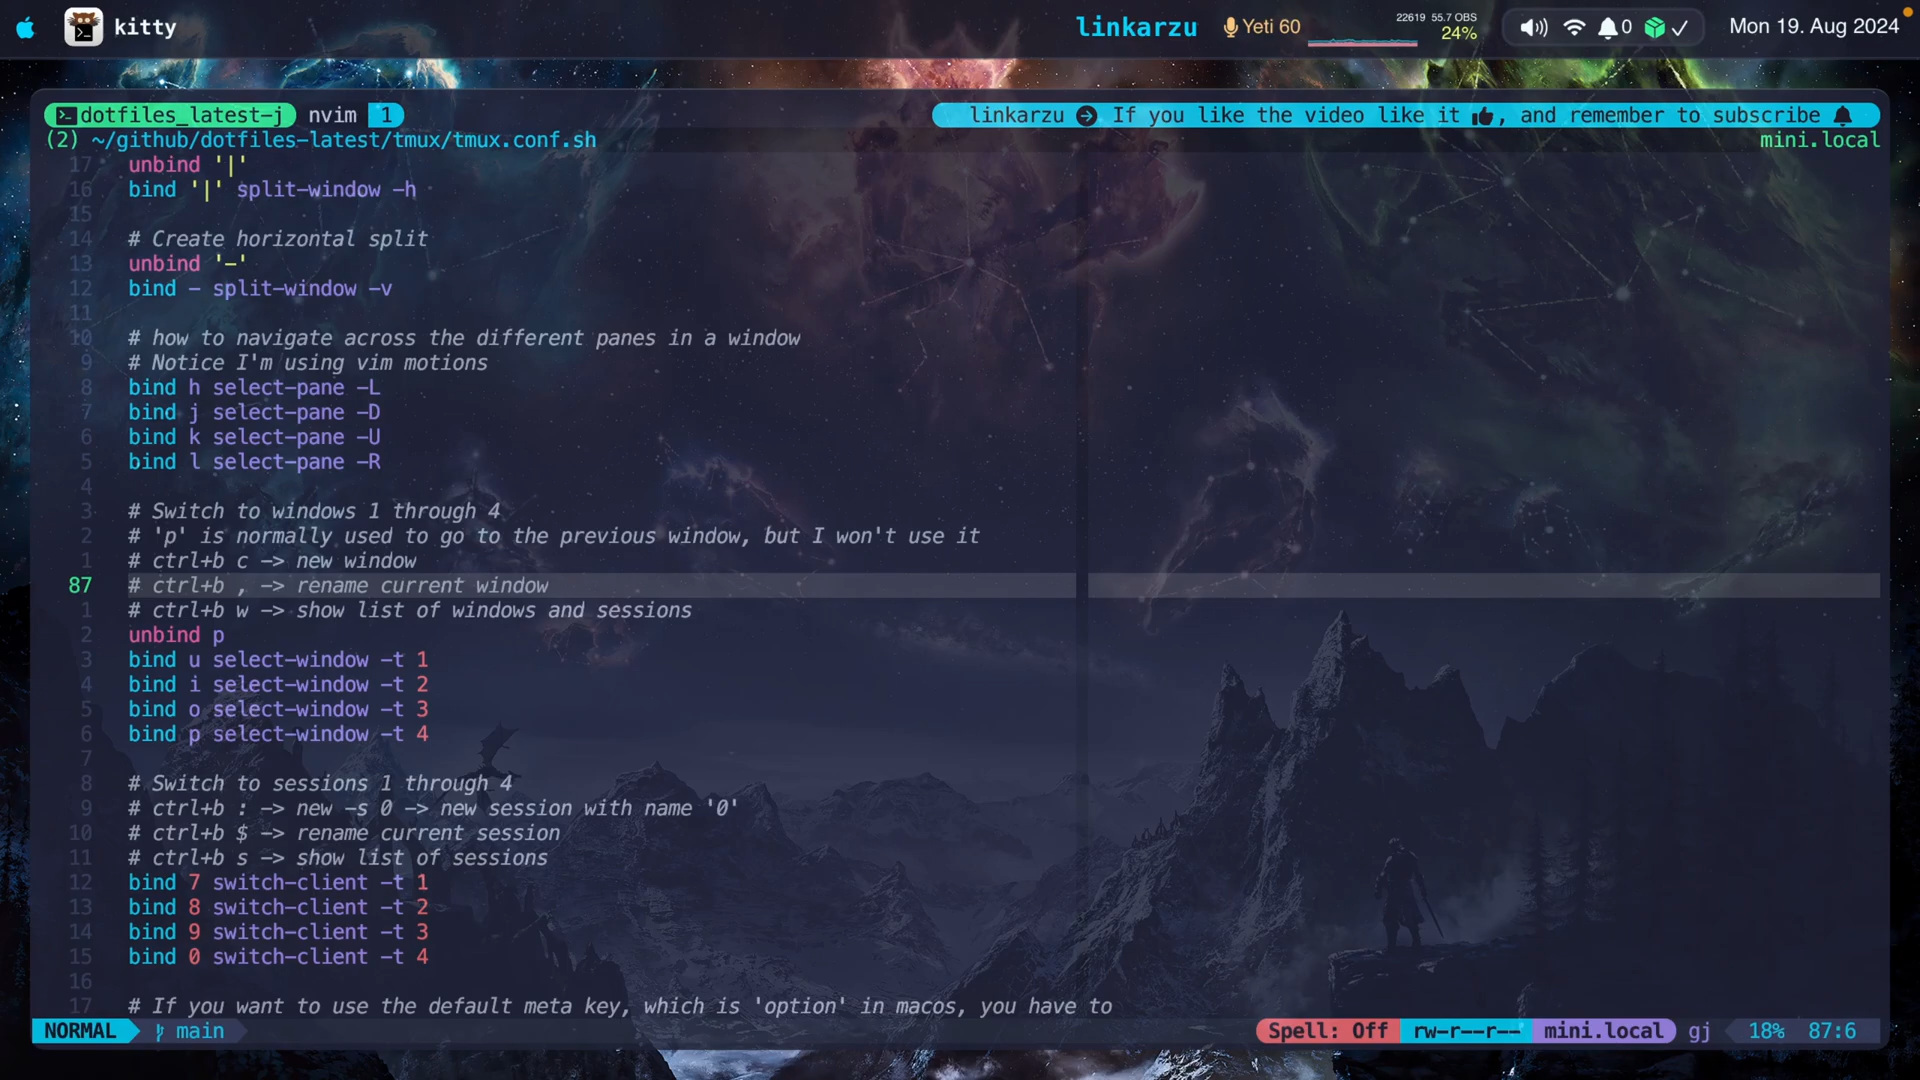 kitty
linkarzu
Yeti 60
22619 55.7 OBS
24%
0
Mon 19. Aug 2024
dotfiles_latest-j nvim 1
linkarzu If you like the video like it , and remember to subscribe
(2) ~/github/dotfiles-latest/tmux/tmux.conf.sh
mini.local
17 unbind '|'
16 bind '|' split-window -h
15
14 # Create horizontal split
13 unbind '-'
12 bind - split-window -v
11
10 # how to navigate across the different panes in a window
9 # Notice I'm using vim motions
8 bind h select-pane -L
7 bind j select-pane -D
6 bind k select-pane -U
5 bind l select-pane -R
4
3 # Switch to windows 1 through 4
2 # 'p' is normally used to go to the previous window, but I won't use it
1 # ctrl+b c -> new window
87 # ctrl+b , -> rename current window
1 # ctrl+b w -> show list of windows and sessions
2 unbind p
3 bind u select-window -t 1
4 bind i select-window -t 2
5 bind o select-window -t 3
6 bind p select-window -t 4
7
8 # Switch to sessions 1 through 4
9 # ctrl+b : -> new -s 0 -> new session with name '0'
10 # ctrl+b $ -> rename current session
11 # ctrl+b s -> show list of sessions
12 bind 7 switch-client -t 1
13 bind 8 switch-client -t 2
14 bind 9 switch-client -t 3
15 bind 0 switch-client -t 4
16
17 # If you want to use the default meta key, which is 'option' in macos, you have to
NORMAL main
Spell: Off rw-r--r-- mini.local gj 18% 87:6